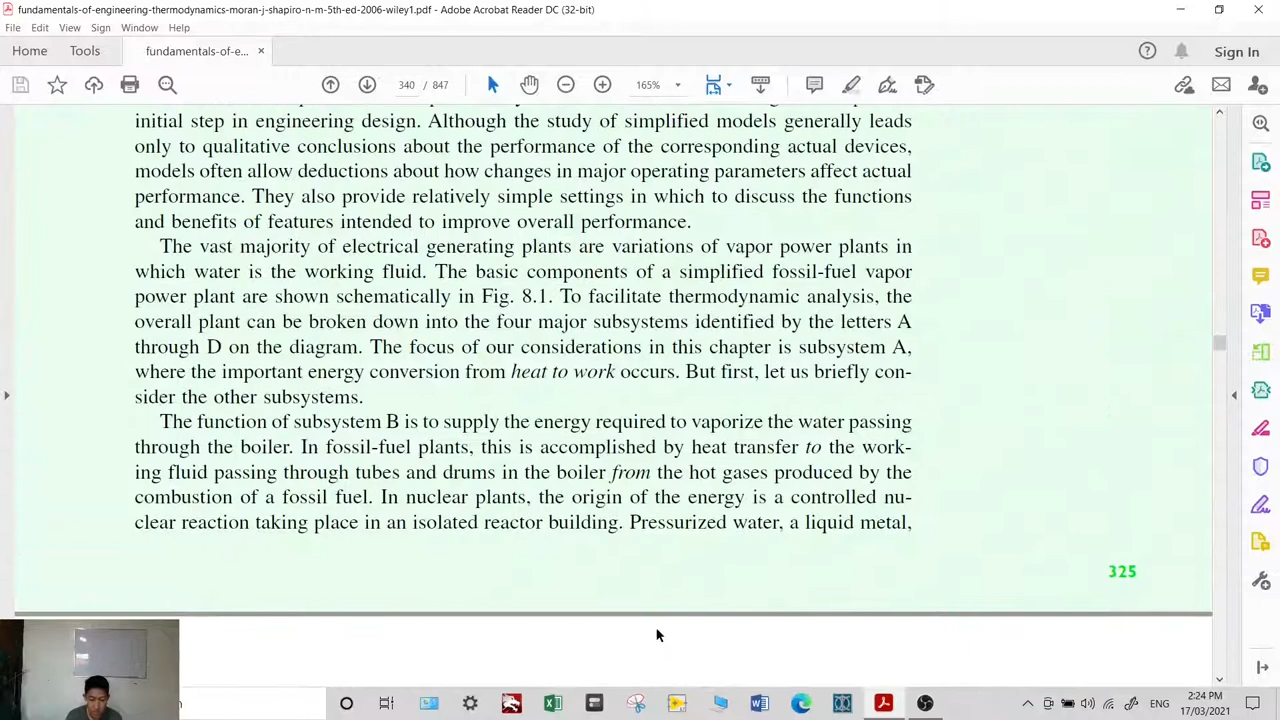 fundamentals-of-engineering-thermodynamics-moran-j-shapiro-n-m-5th-ed-2006-wiley1.pdf - Adobe Acrobat Reader DC (32-bit)
File Edit View Sign Window Help
Home Tools fundamentals-of-e... × Sign In
340 / 847 165%
initial step in engineering design. Although the study of simplified models generally leads
only to qualitative conclusions about the performance of the corresponding actual devices,
models often allow deductions about how changes in major operating parameters affect actual
performance. They also provide relatively simple settings in which to discuss the functions
and benefits of features intended to improve overall performance.
The vast majority of electrical generating plants are variations of vapor power plants in
which water is the working fluid. The basic components of a simplified fossil-fuel vapor
power plant are shown schematically in Fig. 8.1. To facilitate thermodynamic analysis, the
overall plant can be broken down into the four major subsystems identified by the letters A
through D on the diagram. The focus of our considerations in this chapter is subsystem A,
where the important energy conversion from heat to work occurs. But first, let us briefly con-
sider the other subsystems.
The function of subsystem B is to supply the energy required to vaporize the water passing
through the boiler. In fossil-fuel plants, this is accomplished by heat transfer to the work-
ing fluid passing through tubes and drums in the boiler from the hot gases produced by the
combustion of a fossil fuel. In nuclear plants, the origin of the energy is a controlled nu-
clear reaction taking place in an isolated reactor building. Pressurized water, a liquid metal,
325
ENG
2:24 PM
17/03/2021